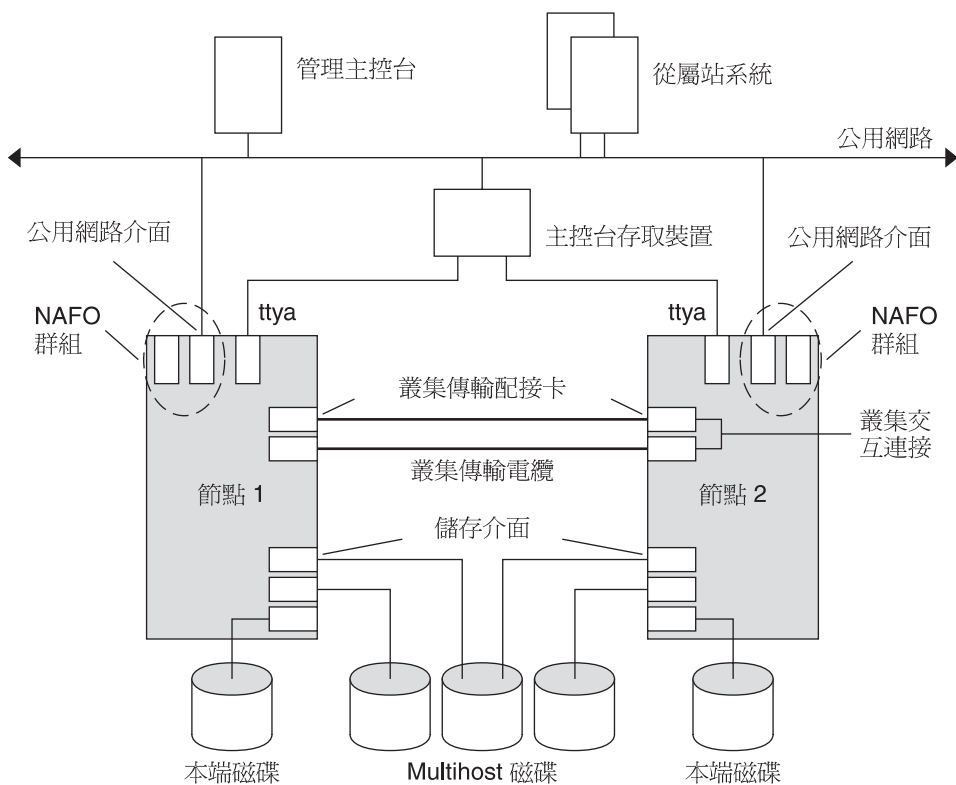 管理主控台
從屬站系統
公用網路
公用網路介面
主控台存取裝置
公用網路介面
NAFO
群組
ttya
ttya
NAFO
群組
叢集傳輸配接卡
叢集交
互連接
叢集傳輸電纜
節點 1
節點 2
儲存介面
本端磁碟
Multihost 磁碟
本端磁碟